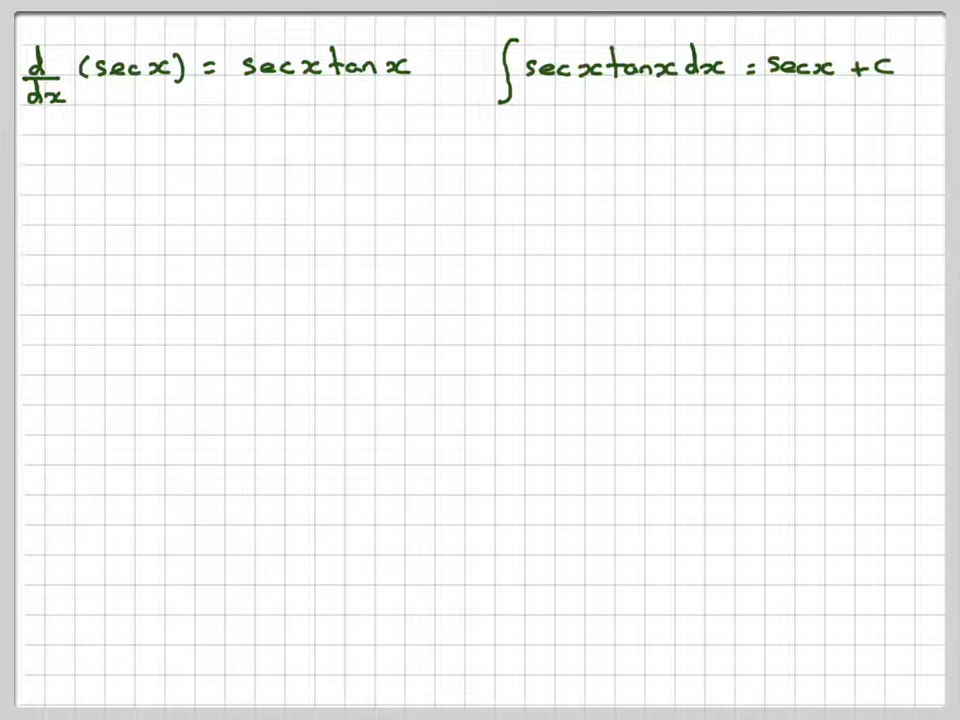 d/dx (sec x) = sec x tan x    ∫ sec x tan x dx = sec x + c